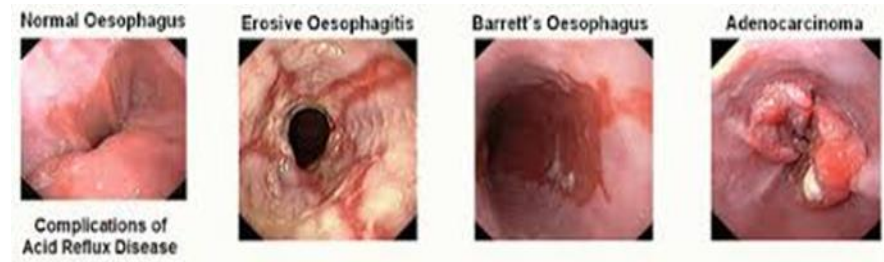 Normal Oesophagus
Erosive Oesophagitis
Barrett's Oesophagus
Adenocarcinoma
Complications of
Acid Reflux Disease